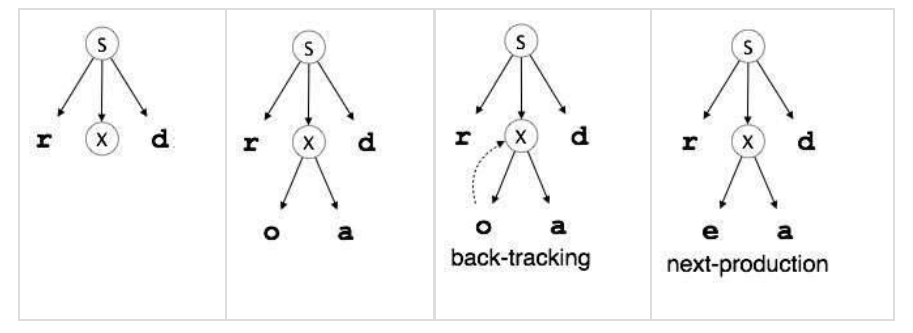 S
r X d
S
r X d
o a
S
r X d
o a
back-tracking
S
r X d
e a
next-production